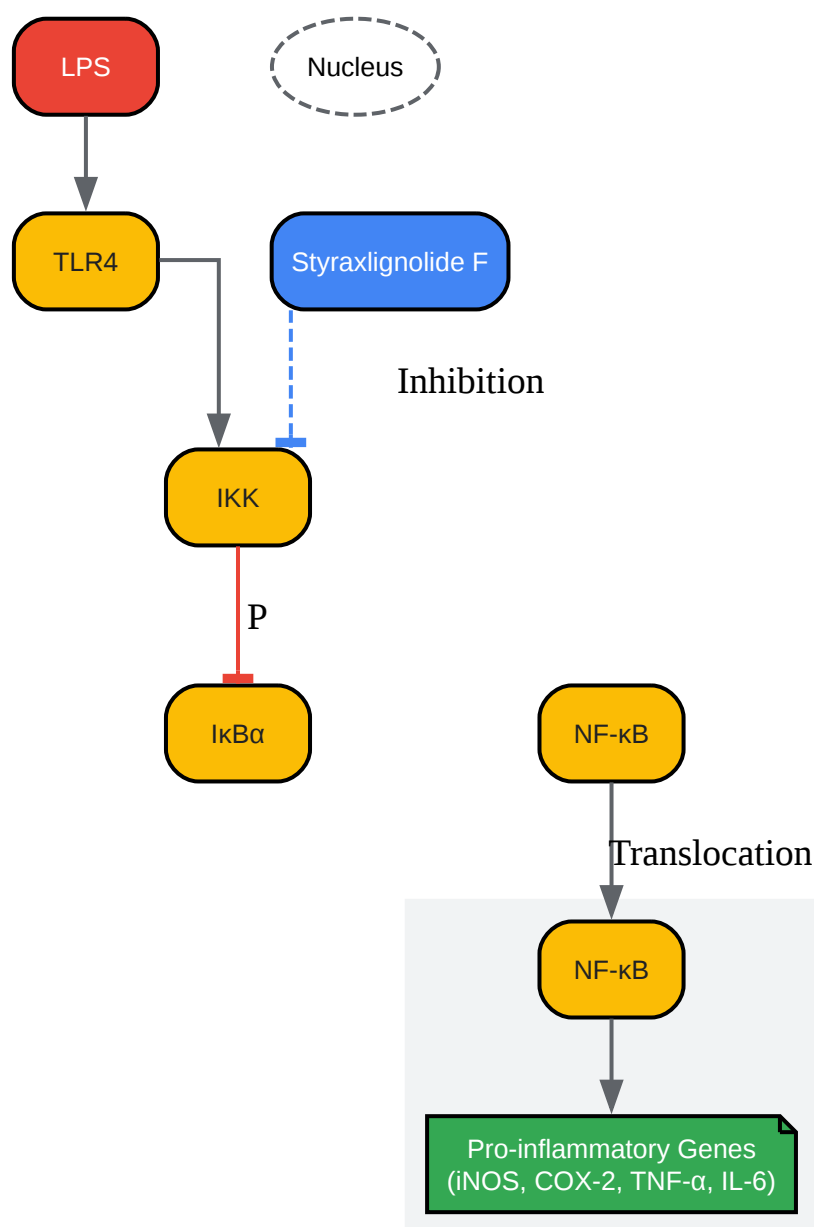 LPS
Nucleus
TLR4
Styraxlignolide F
Inhibition
IKK
P
IκBα
NF-κB
Translocation
NF-κB
Pro-inflammatory Genes
(iNOS, COX-2, TNF-α, IL-6)